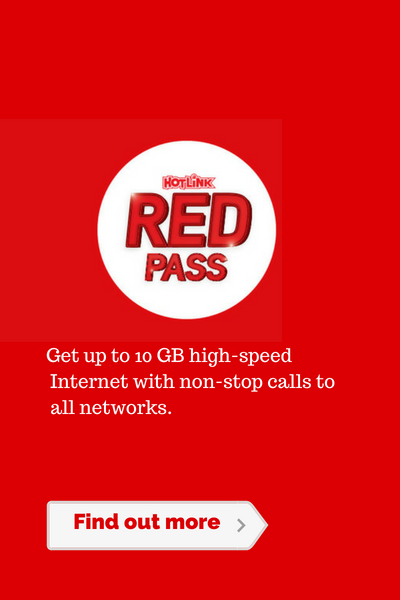 HOTLINK
RED
PASS
Get up to 10 GB high-speed
Internet with non-stop calls to
all networks.
Find out more